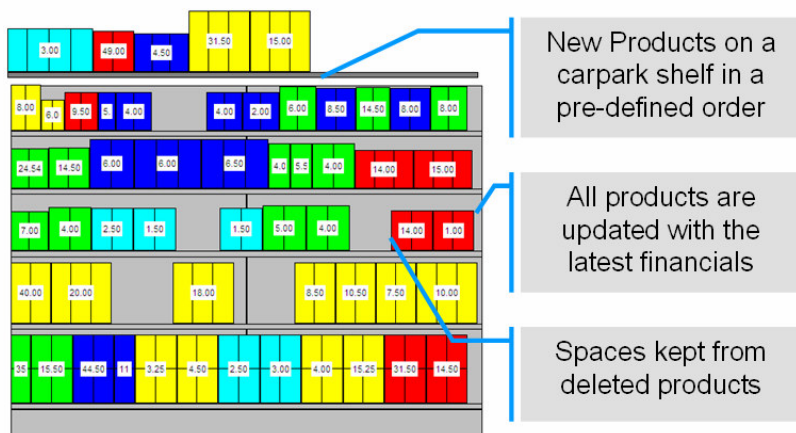 3.00 49.00 4.50 31.50 15.00
New Products on a
carpark shelf in a
pre-defined order
8.00 6.0 9.50 5. 4.00 4.00 2.00 6.00 8.50 14.50 8.00 8.00
24.54 14.50 6.00 6.00 6.50 4.0 5.5 4.00 14.00 15.00
All products are
updated with the
latest financials
7.00 4.00 2.50 1.50 1.50 5.00 4.00 14.00 1.00
40.00 20.00 18.00 8.50 10.50 7.50 10.00
Spaces kept from
deleted products
35 15.50 44.50 11 3.25 4.50 2.50 3.00 4.00 15.25 31.50 14.50